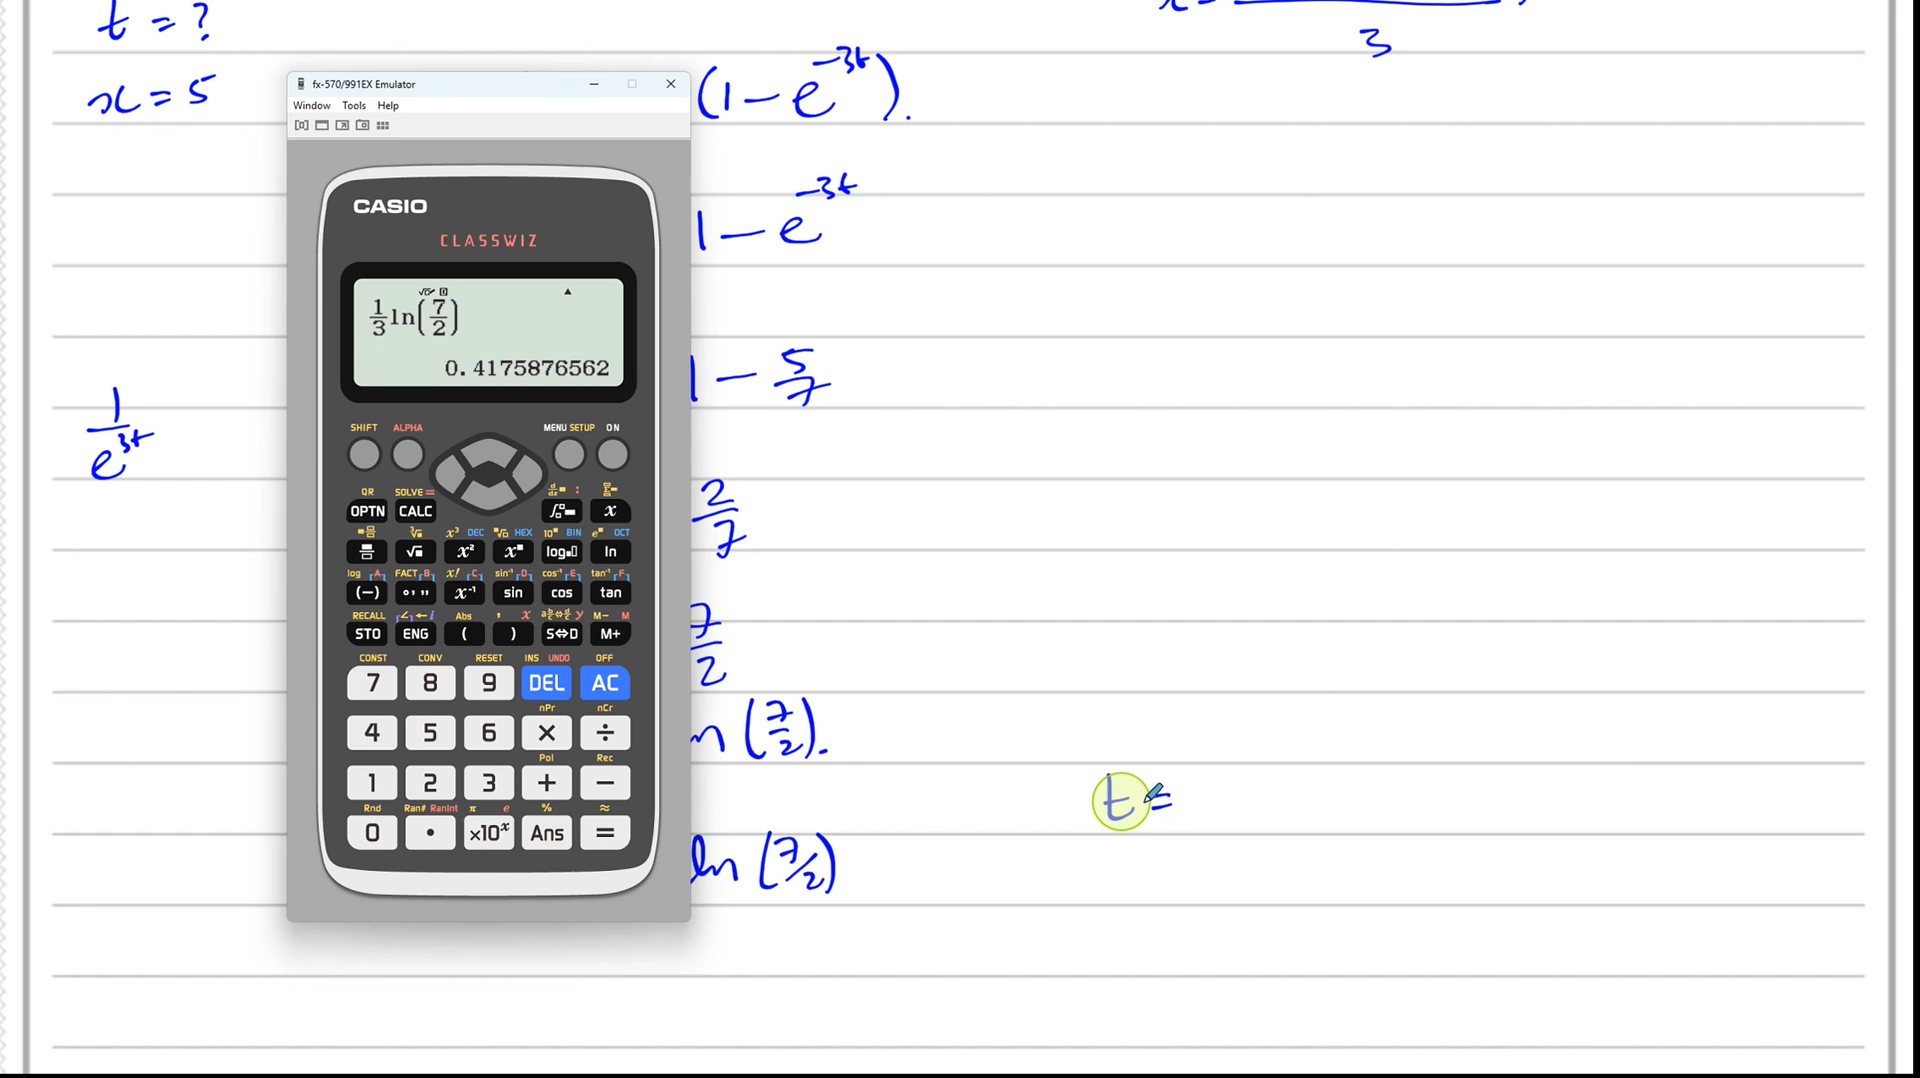 t = ?
3
x = 5
(1 - e^{-3t}).
1 - e^{-3t}
1 - 5/7
1/e^{3t}
2/7
7/2
n (7/2).
t =
ln (7/2)
fx-570/991EX Emulator
Window Tools Help
CASIO
CLASSWIZ
1/3 ln(7/2)
0.4175876562
SHIFT ALPHA MENU SETUP ON
QR SOLVE =
OPTN CALC x
DEC HEX BIN OCT
x² log ln
log A FACT B x! C sin⁻¹ D cos⁻¹ E tan⁻¹ F
(−) x⁻¹ sin cos tan
RECALL ∠ ← i Abs , x y M− M
STO ENG ( ) S⇔D M+
CONST CONV RESET INS UNDO OFF
7 8 9 DEL AC
nPr nCr
4 5 6 × ÷
Pol Rec
1 2 3 + −
Rnd Ran# RanInt π e % ≈
0 • ×10ˣ Ans =